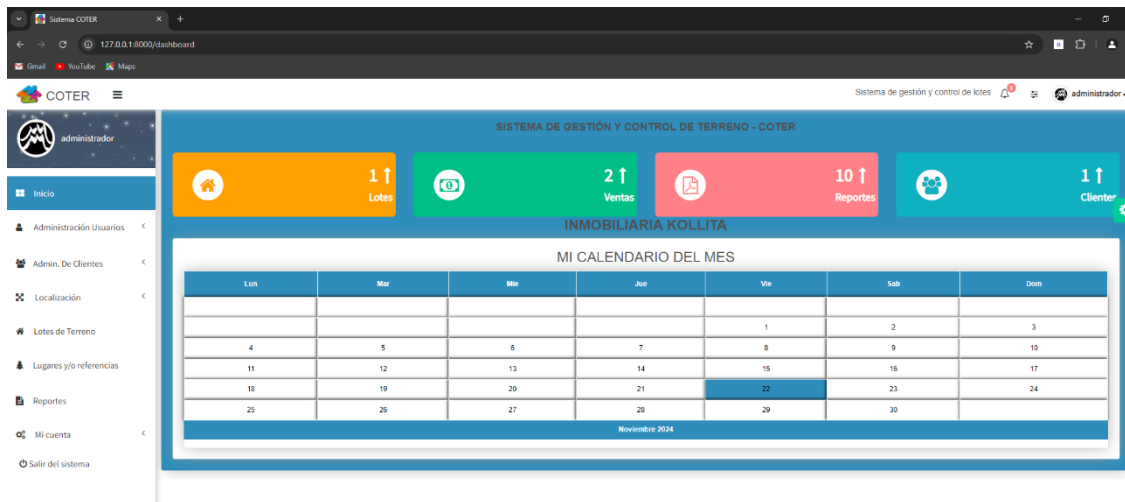 Sistema COTER
127.0.0.1:8000/dashboard
Gmail YouTube Maps
COTER Sistema de gestión y control de lotes administrador
administrador
SISTEMA DE GESTIÓN Y CONTROL DE TERRENO - COTER
1 2 10 1
Lotes Ventas Reportes Clientes
INMOBILIARIA KOLLITA
Inicio
Administración Usuarios
Admin. De Clientes
Localización
Lotes de Terreno
Lugares y/o referencias
Reportes
Mi cuenta
Salir del sistema
MI CALENDARIO DEL MES
Lun Mar Mie Jue Vie Sab Dom
1 2 3
4 5 6 7 8 9 10
11 12 13 14 15 16 17
18 19 20 21 22 23 24
25 26 27 28 29 30
Noviembre 2024